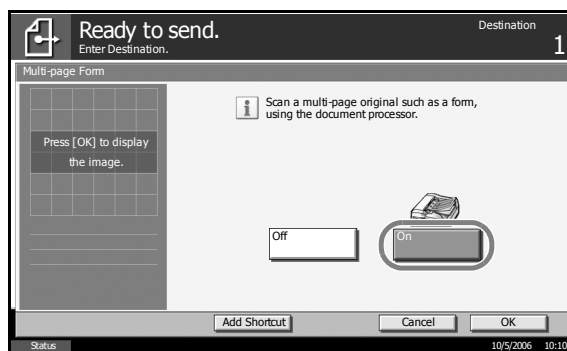 Ready to send.
Enter Destination.
Destination
1
Multi-page Form
Press [OK] to display
the image.
Scan a multi-page original such as a form,
using the document processor.
Off
On
Add Shortcut
Cancel
OK
Status
10/5/2006 10:10